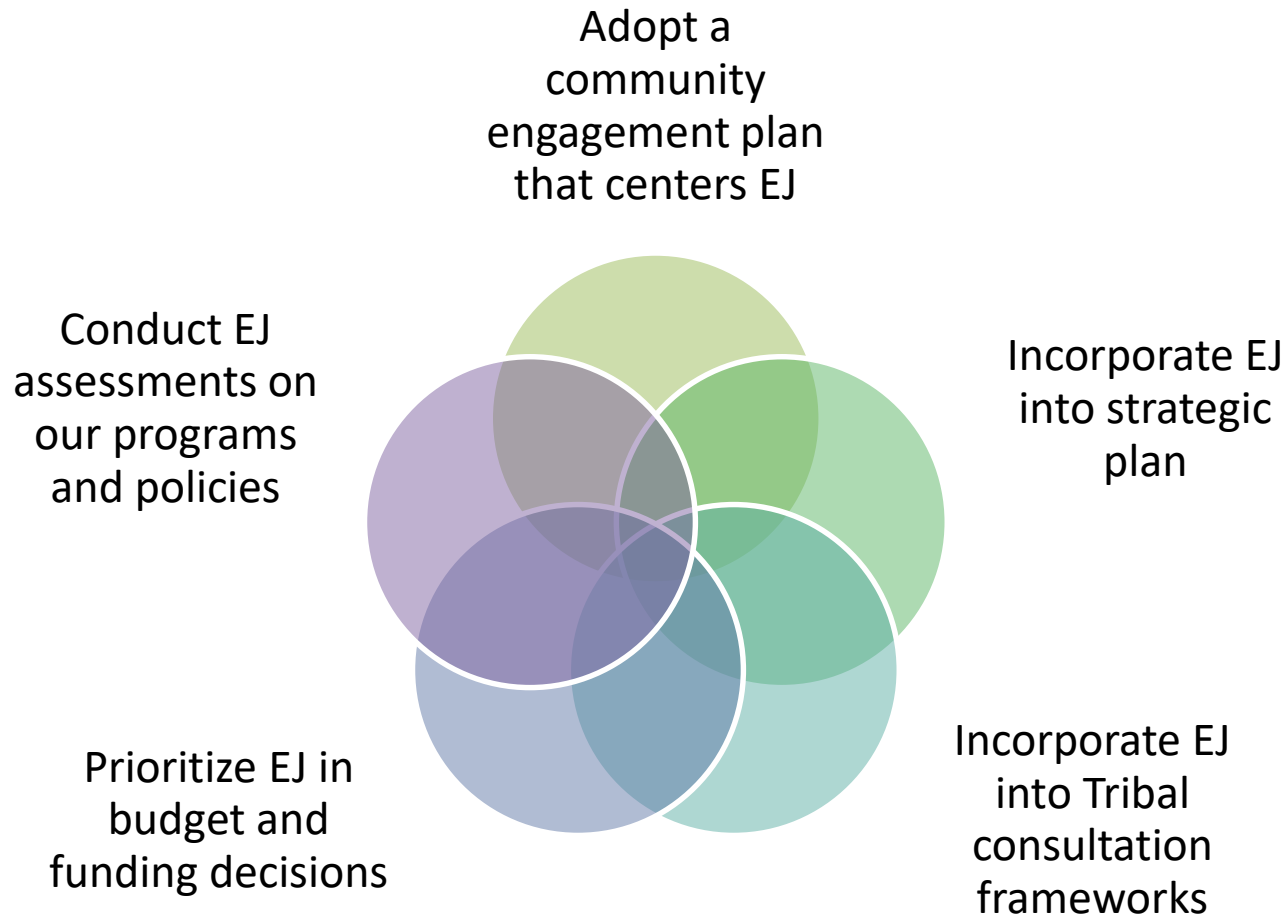 Adopt a
community
engagement plan
that centers EJ
Conduct EJ
assessments on
our programs
and policies
Incorporate EJ
into strategic
plan
Prioritize EJ in
budget and
funding decisions
Incorporate EJ
into Tribal
consultation
frameworks